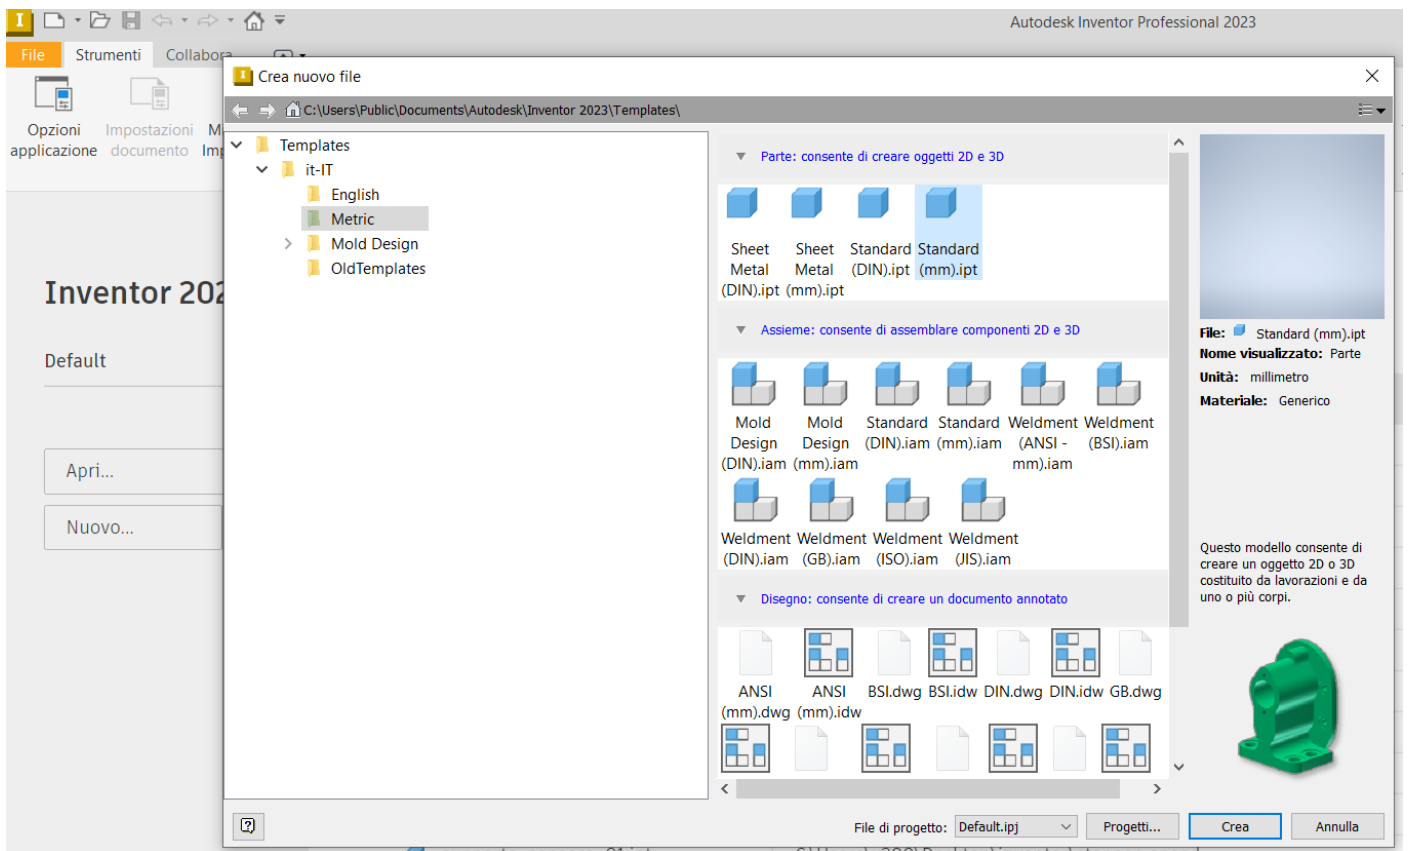 Autodesk Inventor Professional 2023
File Strumenti Collabora
Opzioni applicazione
Impostazioni documento
Inventor 202
Default
Apri...
Nuovo...
Crea nuovo file
C:\Users\Public\Documents\Autodesk\Inventor 2023\Templates\
Templates
it-IT
English
Metric
Mold Design
OldTemplates
Parte: consente di creare oggetti 2D e 3D
Sheet Metal (DIN).ipt
Sheet Metal (mm).ipt
Standard (DIN).ipt
Standard (mm).ipt
Assieme: consente di assemblare componenti 2D e 3D
Mold Design (DIN).iam
Mold Design (mm).iam
Standard (DIN).iam
Standard (mm).iam
Weldment (ANSI - mm).iam
Weldment (BSI).iam
Weldment (DIN).iam
Weldment (GB).iam
Weldment (ISO).iam
Weldment (JIS).iam
Disegno: consente di creare un documento annotato
ANSI (mm).dwg
ANSI (mm).idw
BSI.dwg
BSI.idw
DIN.dwg
DIN.idw
GB.dwg
File: Standard (mm).ipt
Nome visualizzato: Parte
Unità: millimetro
Materiale: Generico
Questo modello consente di
creare un oggetto 2D o 3D
costituito da lavorazioni e da
uno o più corpi.
File di progetto: Default.ipj
Progetti...
Crea
Annulla